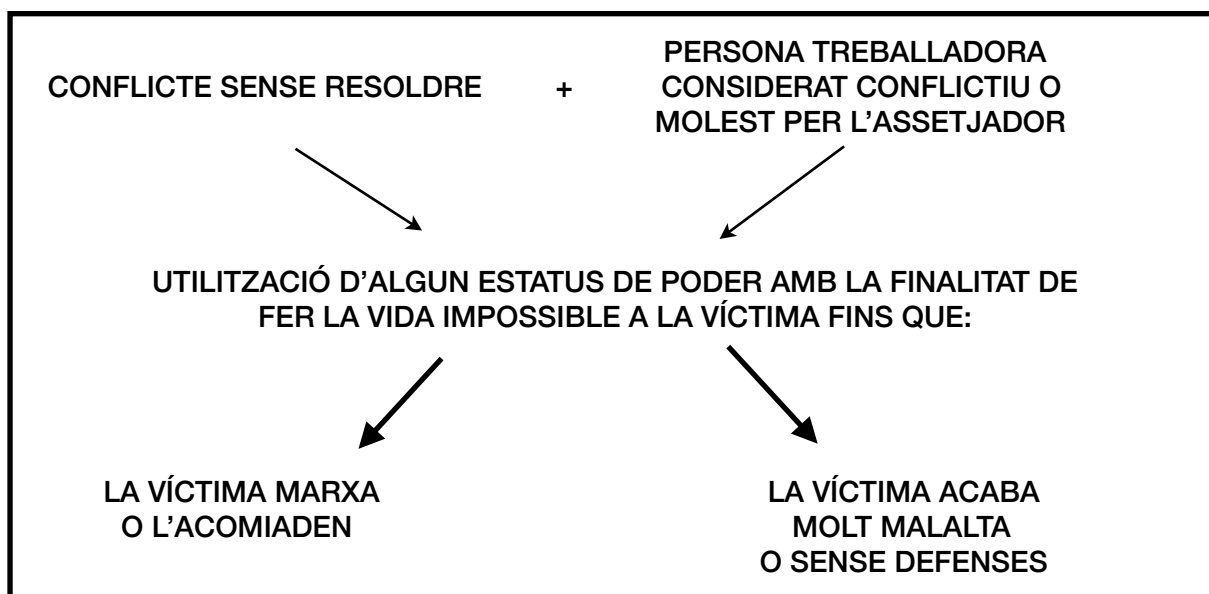 CONFLICTE SENSE RESOLDRE
+
PERSONA TREBALLADORA
CONSIDERAT CONFLICTIU O
MOLEST PER L'ASSETJADOR
UTILITZACIÓ D'ALGUN ESTATUS DE PODER AMB LA FINALITAT DE
FER LA VIDA IMPOSSIBLE A LA VÍCTIMA FINS QUE:
LA VÍCTIMA MARXA
O L'ACOMIADEN
LA VÍCTIMA ACABA
MOLT MALALTA
O SENSE DEFENSES